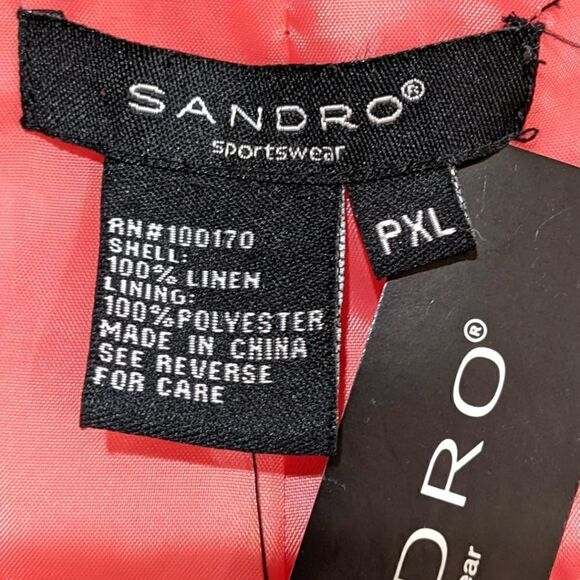 SANDRO®
sportswear
RN#100170
SHELL:
100% LINEN
LINING:
100%POLYESTER
MADE IN CHINA
SEE REVERSE
FOR CARE
PXL
DRO®
ear